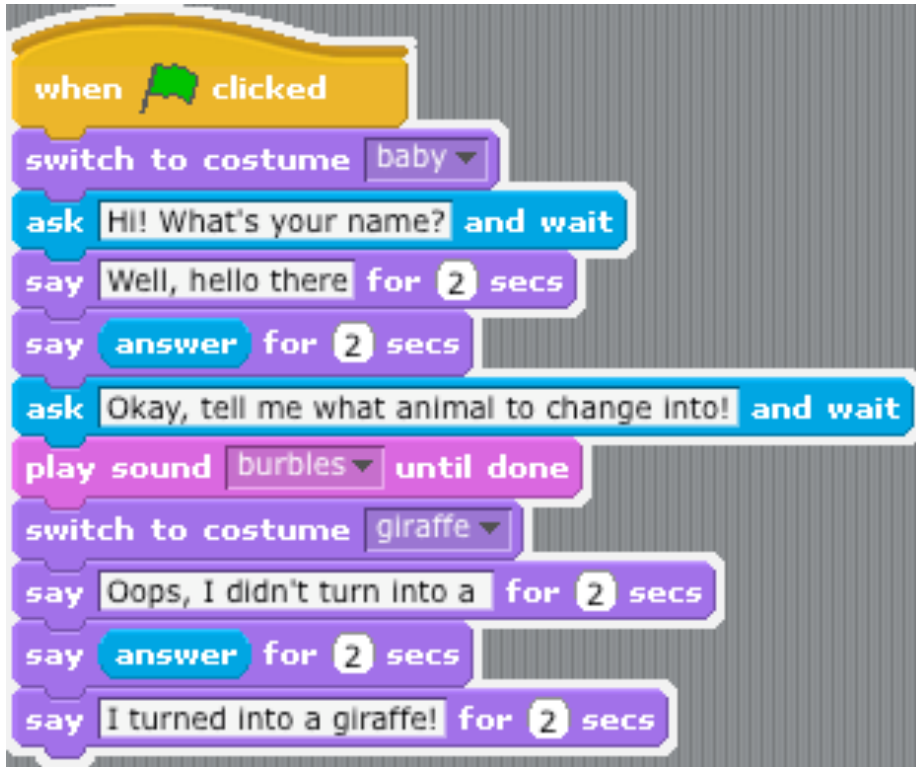 when clicked
switch to costume baby
ask Hi! What's your name? and wait
say Well, hello there for 2 secs
say answer for 2 secs
ask Okay, tell me what animal to change into! and wait
play sound burbles until done
switch to costume giraffe
say Oops, I didn't turn into a for 2 secs
say answer for 2 secs
say I turned into a giraffe! for 2 secs